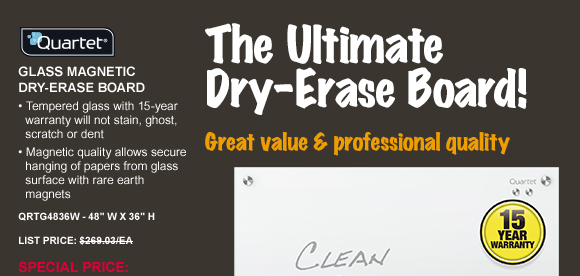 Quartet®
GLASS MAGNETIC
DRY-ERASE BOARD
• Tempered glass with 15-year
warranty will not stain, ghost,
scratch or dent
• Magnetic quality allows secure
hanging of papers from glass
surface with rare earth
magnets
QRTG4836W - 48" W X 36" H
LIST PRICE: $269.03/EA
SPECIAL PRICE:
The Ultimate
Dry-Erase Board!
Great value & professional quality
Quartet
15
YEAR
WARRANTY
CLEAN